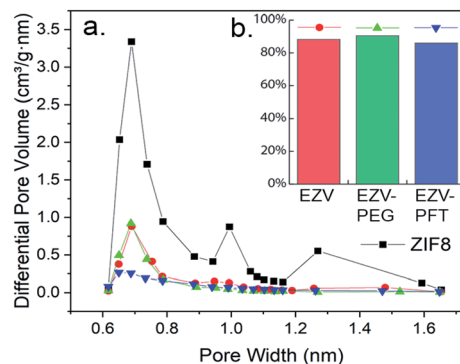 a.
b.
Differential Pore Volume (cm³/g·nm)
3.5
3.0
2.5
2.0
1.5
1.0
0.5
0.0
0.6 0.8 1.0 1.2 1.4 1.6
Pore Width (nm)
100%
80%
60%
40%
20%
0%
EZV EZV-PEG EZV-PFT
ZIF8